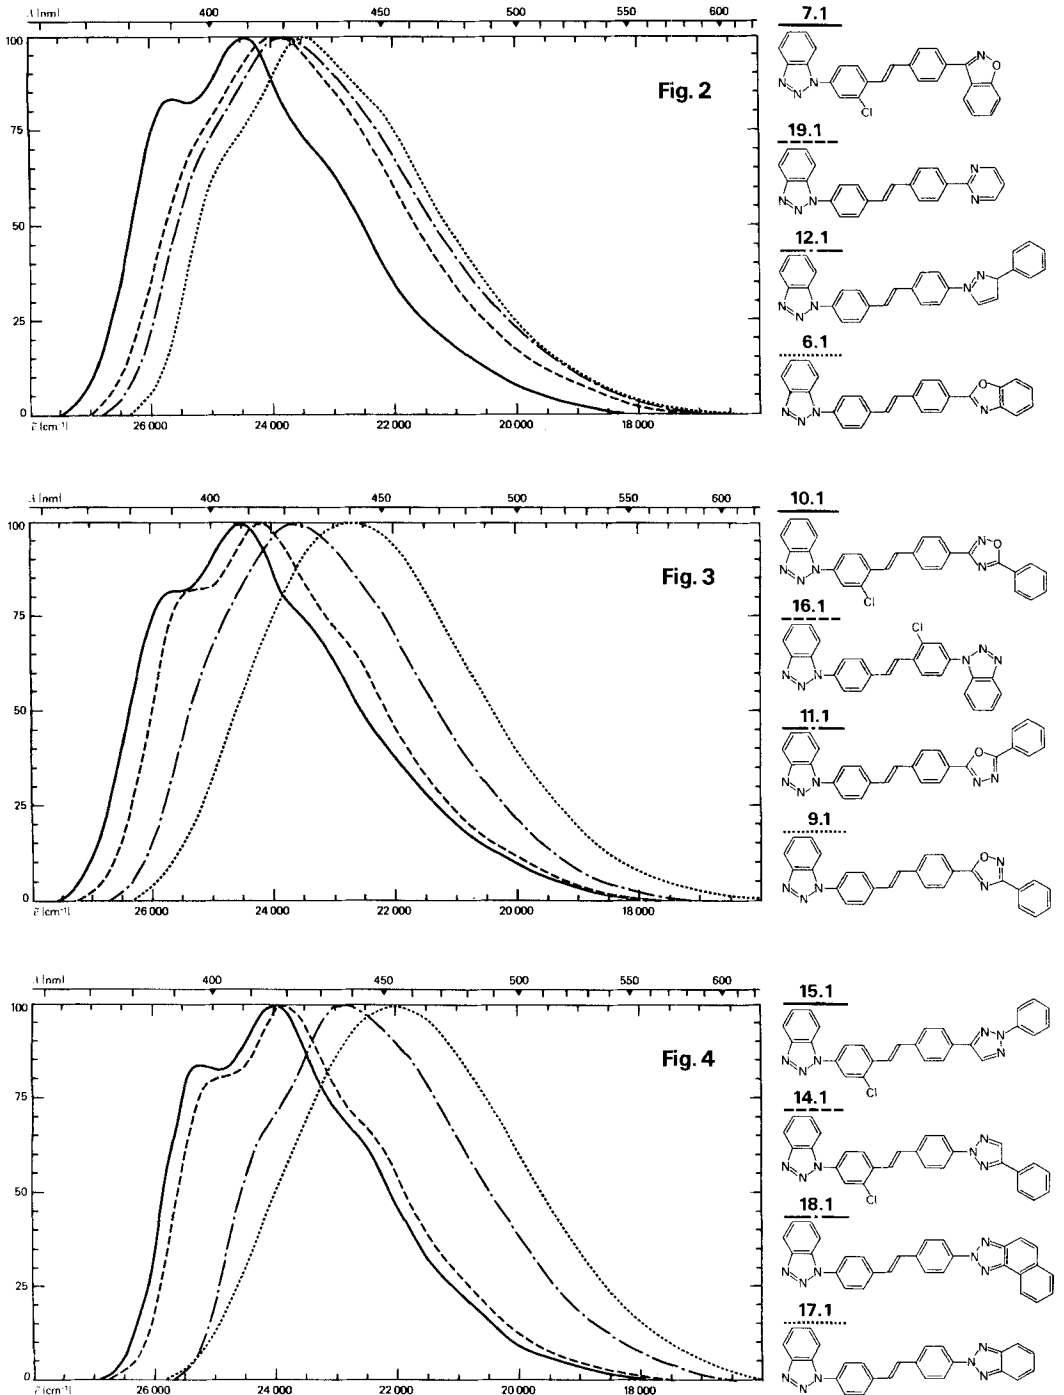 λ [nm] 400 450 500 550 600
100
75
50
25
0
ν̃ [cm⁻¹] 26 000 24 000 22 000 20 000 18 000
Fig. 2
7.1
N N N Cl N O
19.1
N N N N N
12.1
N N N N N
6.1
N N N O N
λ [nm] 400 450 500 550 600
100
75
50
25
0
ν̃ [cm⁻¹] 26 000 24 000 22 000 20 000 18 000
Fig. 3
10.1
N N N Cl N O N
16.1
N N N Cl N N N
11.1
N N N O N N
9.1
N N N O N N
λ [nm] 400 450 500 550 600
100
75
50
25
0
ν̃ [cm⁻¹] 26 000 24 000 22 000 20 000 18 000
Fig. 4
15.1
N N N Cl N N N
14.1
N N N Cl N N N
18.1
N N N N N N
17.1
N N N N N N